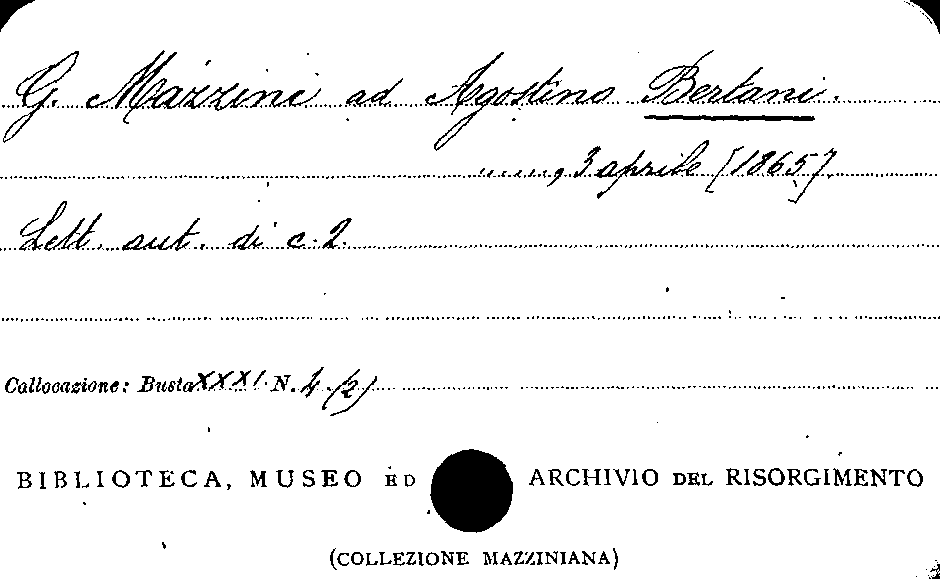 G. Mazzini ad Agostino Bertani.
......, 3 aprile [1865].
Lett. aut. di c. 2.
Collocazione: Busta XXXI. N. 4 (2)
BIBLIOTECA, MUSEO ED ARCHIVIO DEL RISORGIMENTO
(COLLEZIONE MAZZINIANA)